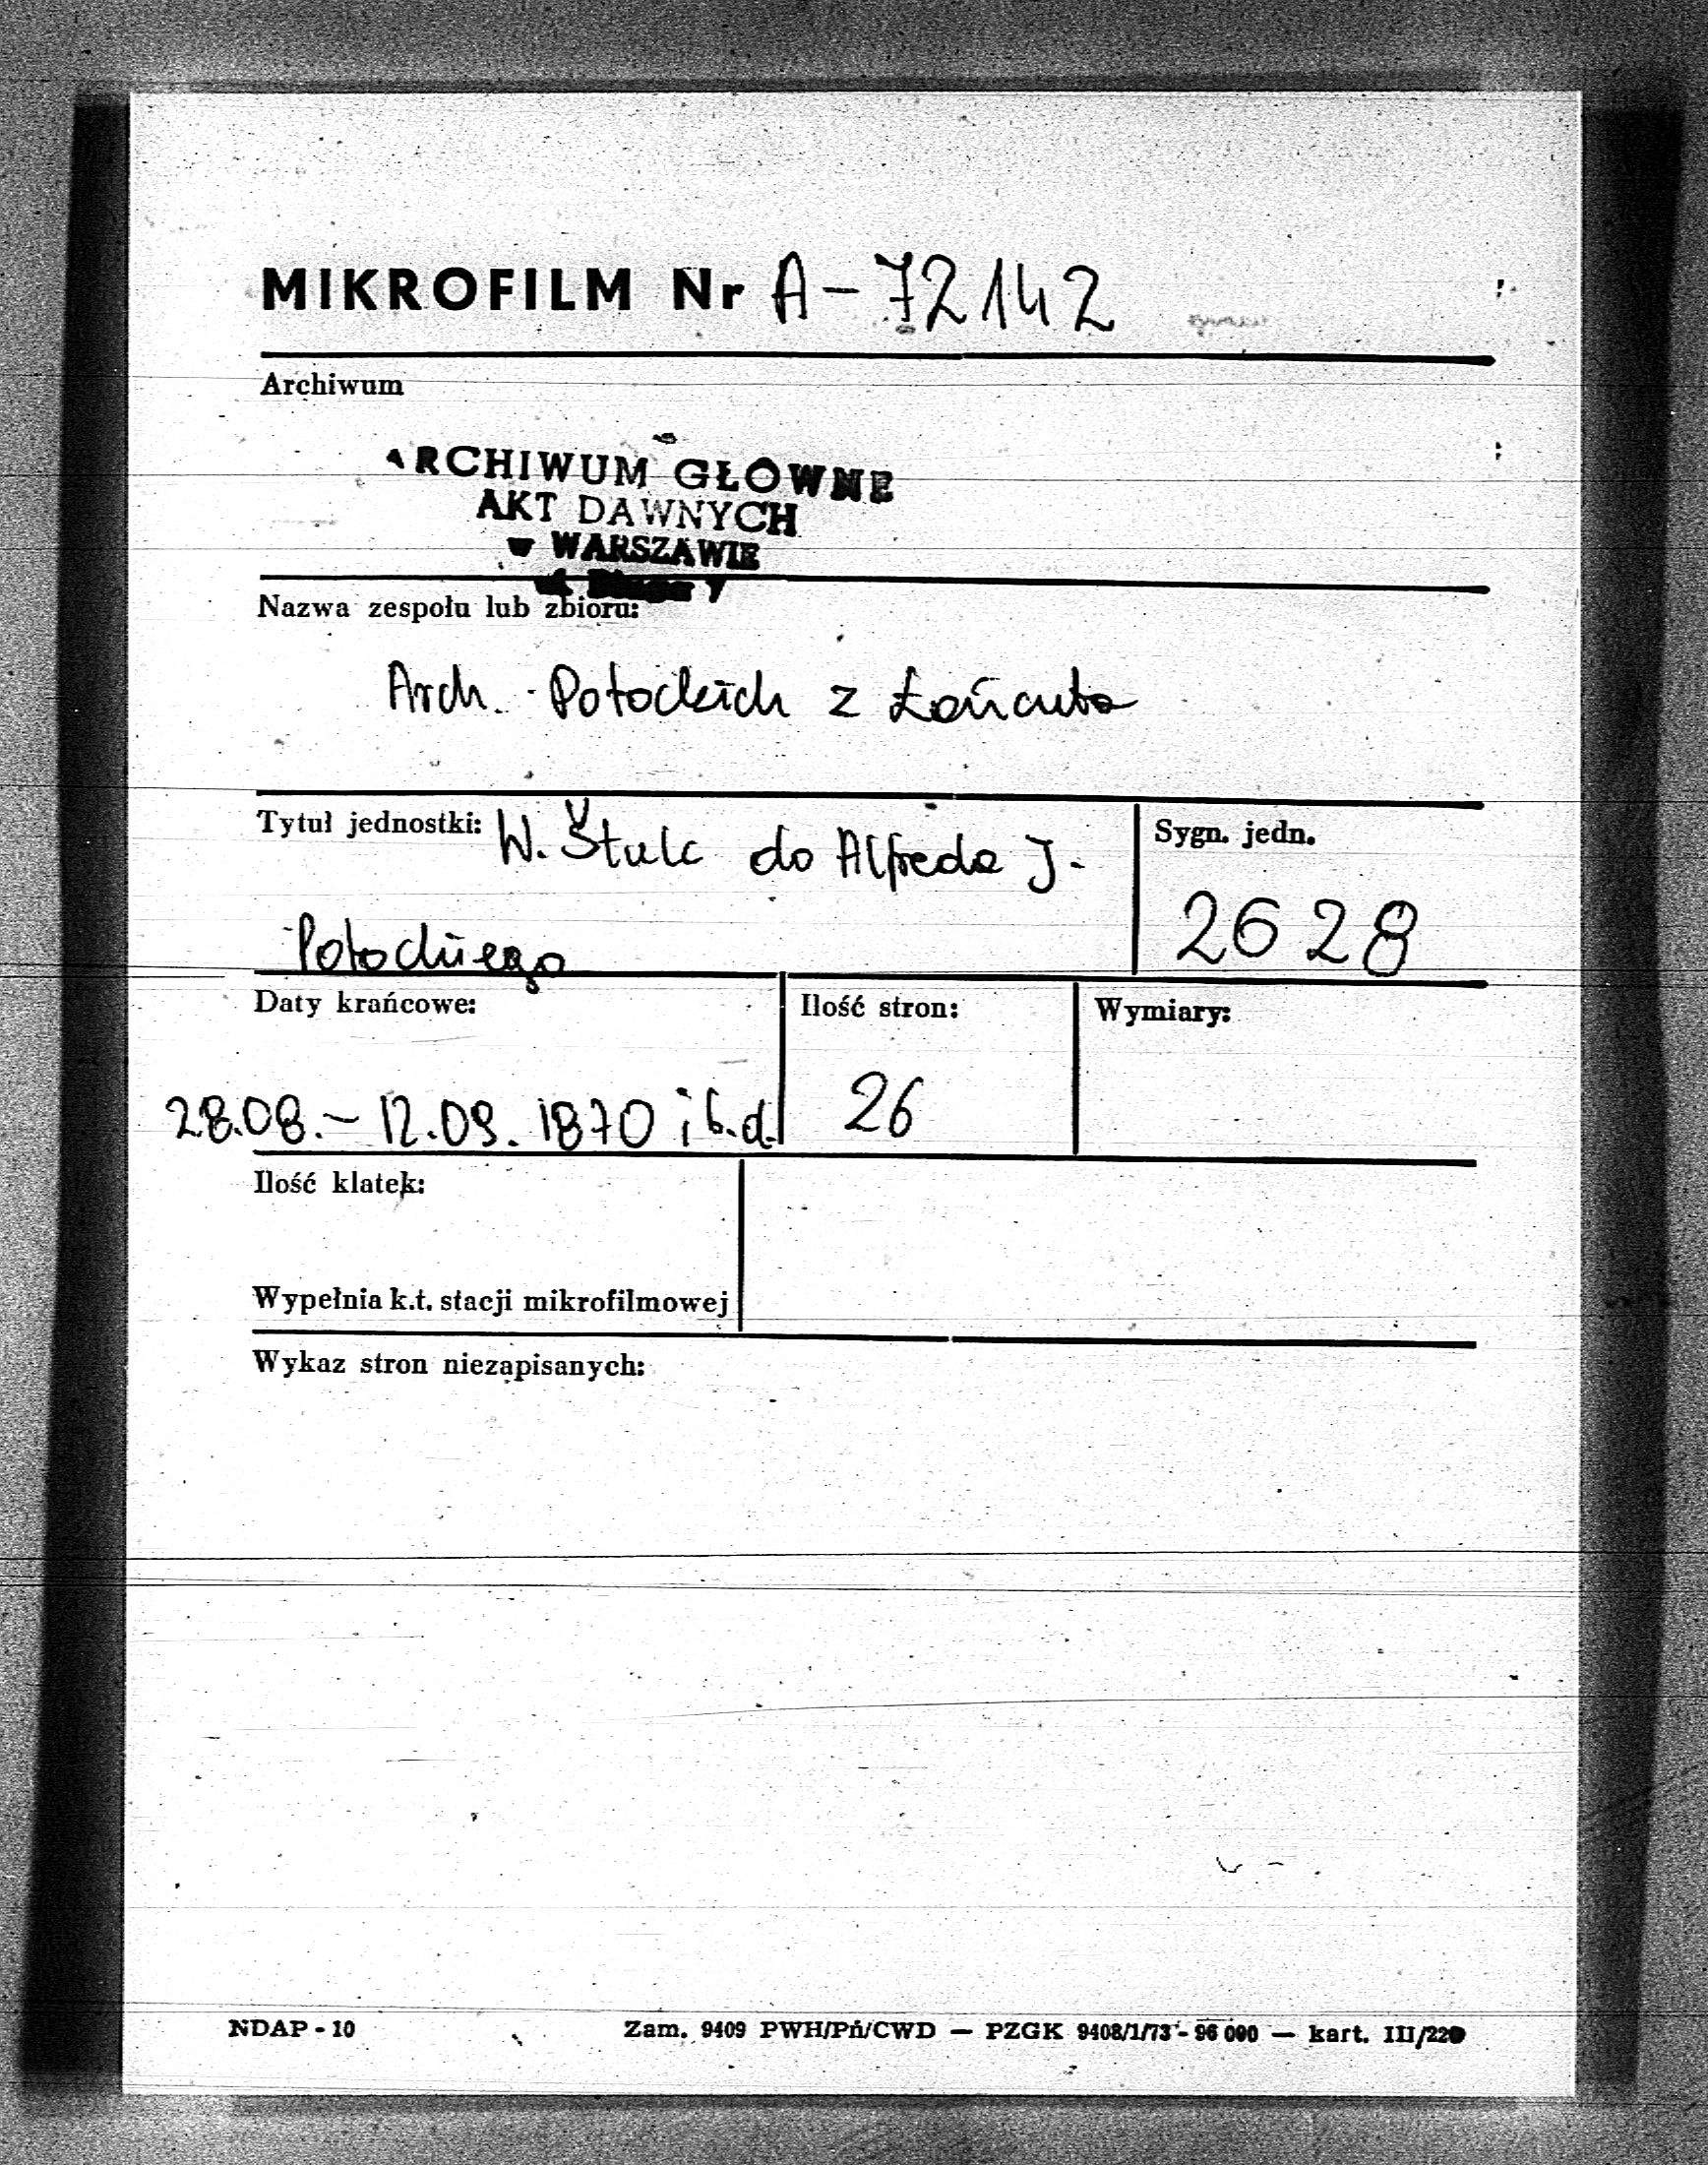 MIKROFILM Nr A-72142
Archiwum
ARCHIWUM GŁÓWNE
AKT DAWNYCH
w WARSZAWIE
Nazwa zespołu lub zbioru:
Arch. Potockich z Łańcuta
Tytuł jednostki: W. Štulc do Alfreda J.
Potockiego
Sygn. jedn.
2628
Daty krańcowe:
28.08.- 12.09. 1870 i b.d.
Ilość stron:
26
Wymiary:
Ilość klatek:
Wypełnia k.t. stacji mikrofilmowej
Wykaz stron niezapisanych:
NDAP - 10
Zam. 9409 PWH/Pń/CWD — PZGK 9408/1/73 - 96 000 — kart. III/220